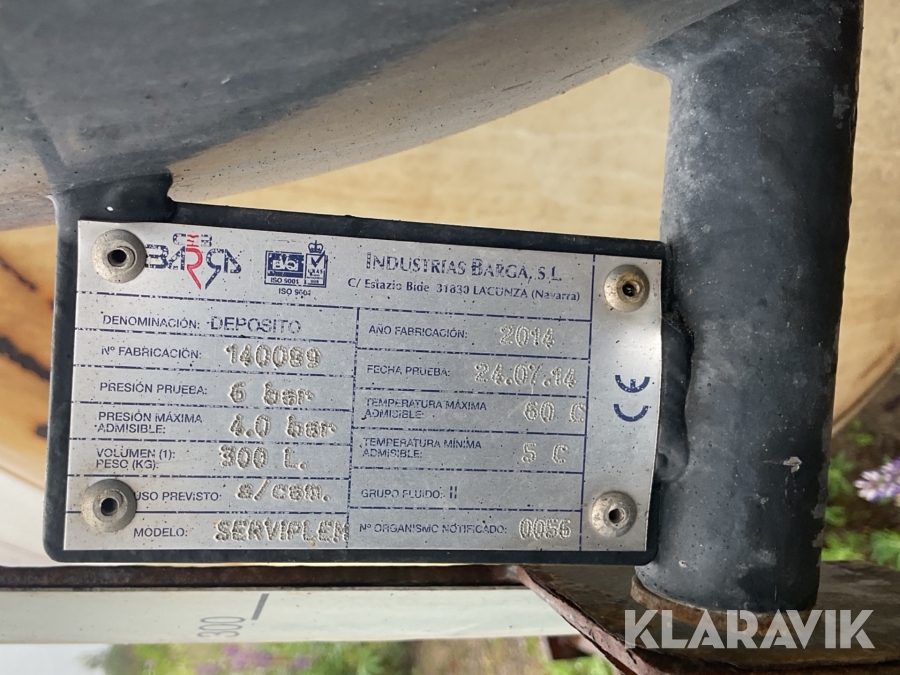 BARGA
ISO 9001
ISO 9001
INDUSTRIAS BARGA, S.L.
C/ Estazio Bide 31830 LACUNZA (Navarra)
DENOMINACIÓN: DEPOSITO
Nº FABRICACIÓN: 140089
PRESIÓN PRUEBA: 6 bar
PRESIÓN MÁXIMA
ADMISIBLE: 4.0 bar
VOLUMEN (1): 300 L.
PESO (KG):
USO PREVISTO: a/cem.
MODELO: SERVIPLEM
AÑO FABRICACIÓN: 2014
FECHA PRUEBA: 24.07.14
TEMPERATURA MÁXIMA
ADMISIBLE: 60 C
TEMPERATURA MÍNIMA
ADMISIBLE: 5 C
GRUPO FLUIDO: II
Nº ORGANISMO NOTIFICADO: 0056
CE
300
KLARAVIK